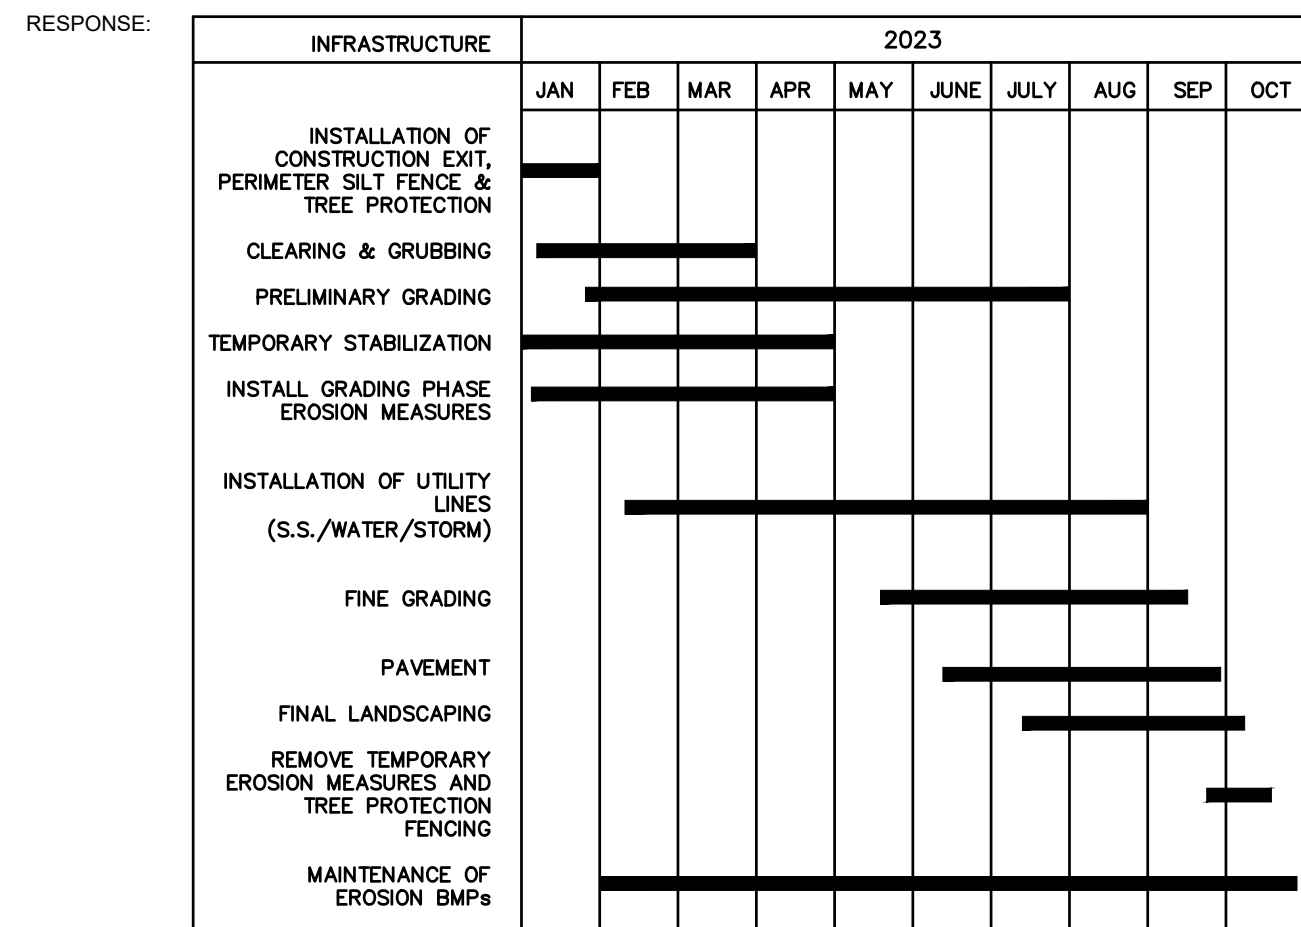 RESPONSE:
INFRASTRUCTURE
2023
JAN FEB MAR APR MAY JUNE JULY AUG SEP OCT
INSTALLATION OF
CONSTRUCTION EXIT,
PERIMETER SILT FENCE &
TREE PROTECTION
CLEARING & GRUBBING
PRELIMINARY GRADING
TEMPORARY STABILIZATION
INSTALL GRADING PHASE
EROSION MEASURES
INSTALLATION OF UTILITY
LINES
(S.S./WATER/STORM)
FINE GRADING
PAVEMENT
FINAL LANDSCAPING
REMOVE TEMPORARY
EROSION MEASURES AND
TREE PROTECTION
FENCING
MAINTENANCE OF
EROSION BMPs